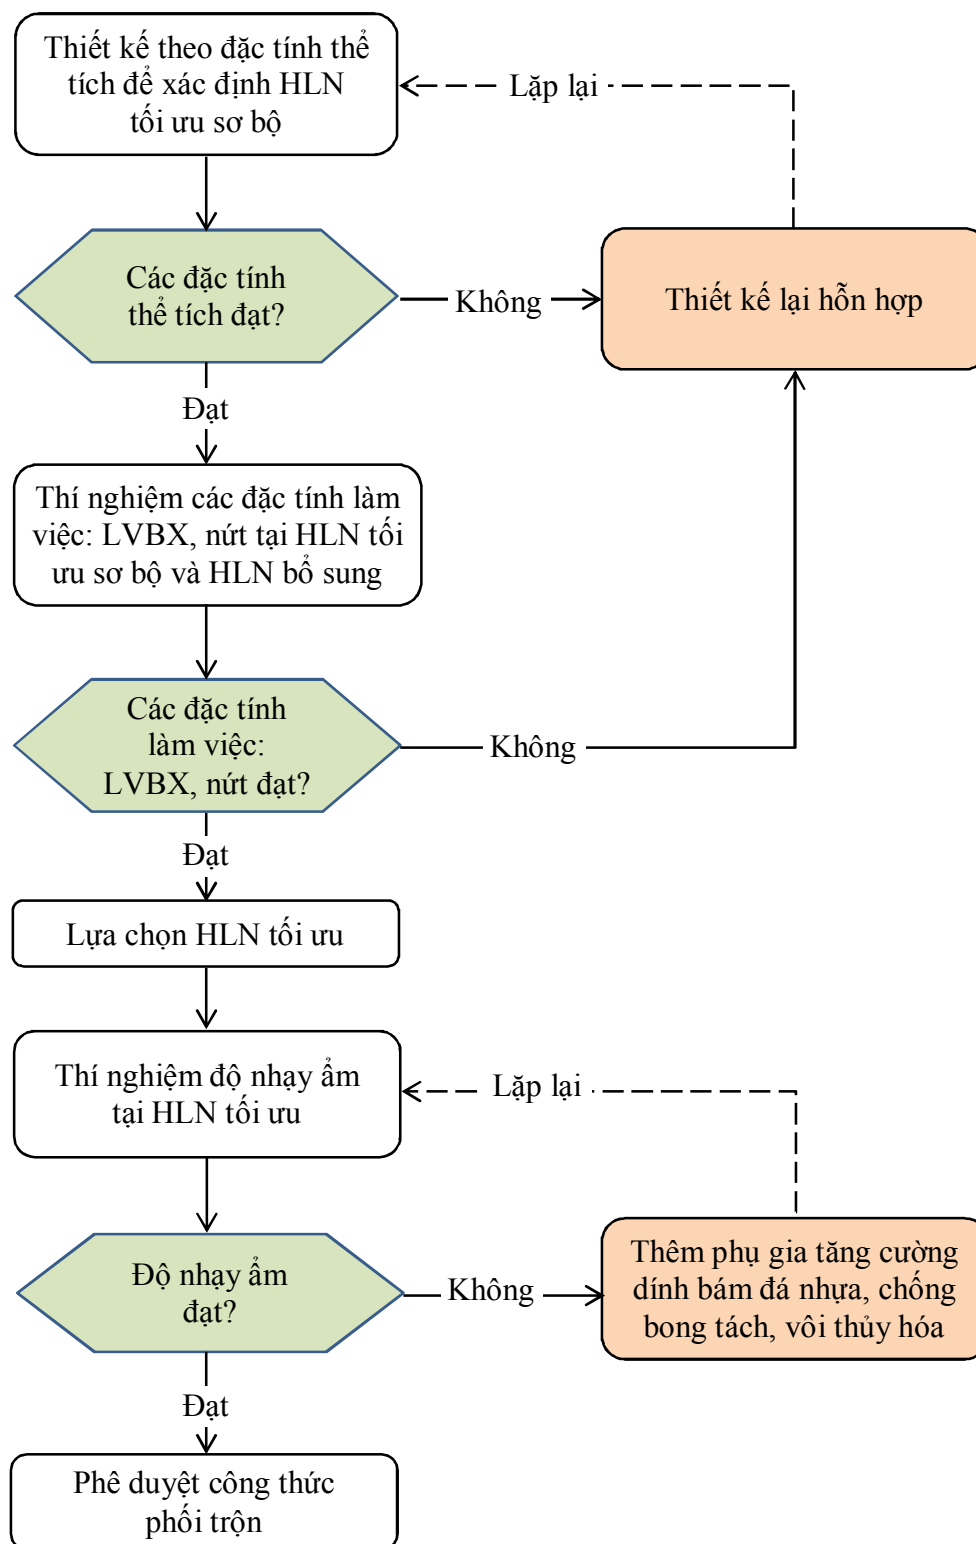 Thiết kế theo đặc tính thể
tích để xác định HLN
tối ưu sơ bộ
Lặp lại
Các đặc tính
thể tích đạt?
Không
Thiết kế lại hỗn hợp
Đạt
Thí nghiệm các đặc tính làm
việc: LVBX, nứt tại HLN tối
ưu sơ bộ và HLN bổ sung
Các đặc tính
làm việc:
LVBX, nứt đạt?
Không
Đạt
Lựa chọn HLN tối ưu
Thí nghiệm độ nhạy ẩm
tại HLN tối ưu
Lặp lại
Độ nhạy ẩm
đạt?
Không
Thêm phụ gia tăng cường
dính bám đá nhựa, chống
bong tách, vôi thủy hóa
Đạt
Phê duyệt công thức
phối trộn